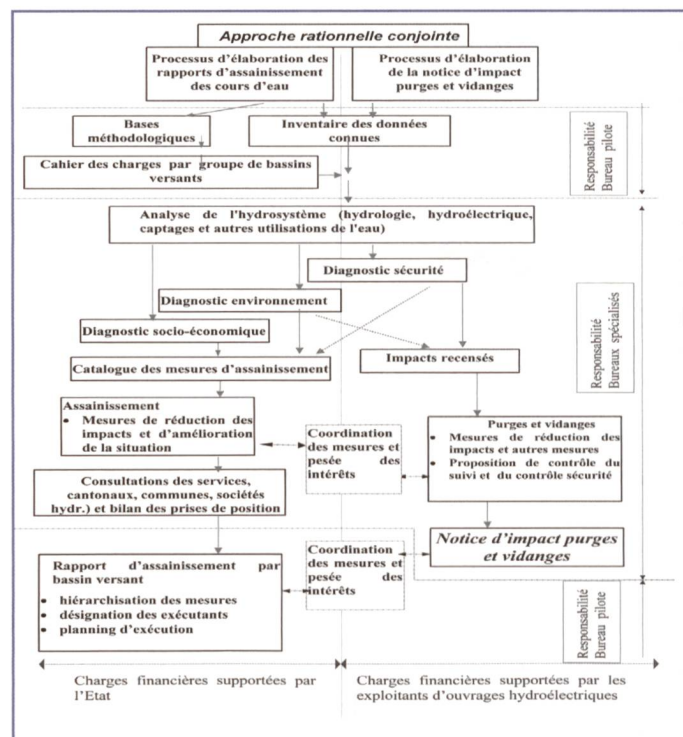 Approche rationnelle conjointe
Processus d'élaboration des
rapports d'assainissement
des cours d'eau
Processus d'élaboration
de la notice d'impact
purges et vidanges
Bases
méthodologiques
Inventaire des données
connues
Cahier des charges par groupe de bassins
versants
Responsabilité
Bureau pilote
Analyse de l'hydrosystème (hydrologie, hydroélectrique,
captages et autres utilisations de l'eau)
Diagnostic sécurité
Diagnostic environnement
Diagnostic socio-économique
Catalogue des mesures d'assainissement
Impacts recensés
Responsabilité
Bureaux spécialisés
Assainissement
• Mesures de réduction des
impacts et d'amélioration
de la situation
Coordination
des mesures et
pesée des
intérêts
Purges et vidanges
• Mesures de réduction des
impacts et autres mesures
• Proposition de contrôle du
suivi et du contrôle sécurité
Consultations des services,
cantonaux, communes, sociétés
hydr.) et bilan des prises de position
Notice d'impact purges
et vidanges
Rapport d'assainissement par
bassin versant
• hiérarchisation des mesures
• désignation des exécutants
• planning d'exécution
Coordination
des mesures et
pesée des
intérêts
Responsabilité
Bureau pilote
Charges financières supportées par
l'Etat
Charges financières supportées par les
exploitants d'ouvrages hydroélectriques